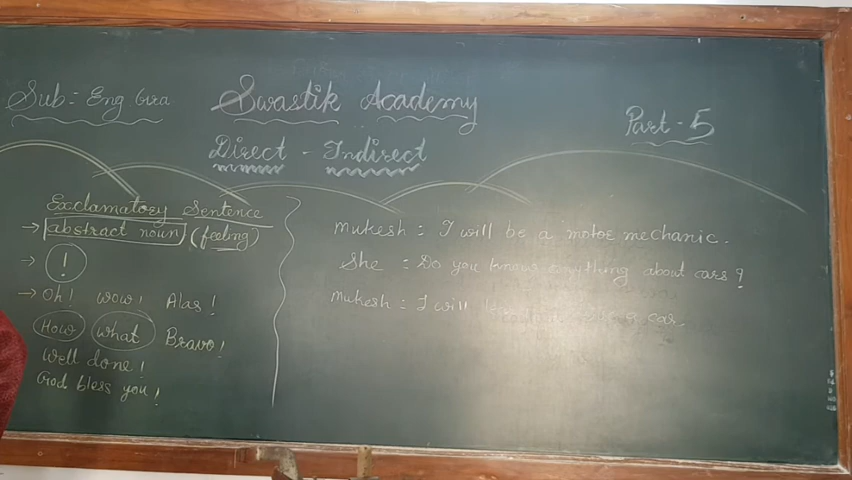 Sub: Eng Gra
Swastik Academy
Direct - Indirect
Part - 5
Exclamatory Sentence
→ abstract noun (feeling)
→ !
→ Oh! wow! Alas!
How what Bravo!
Well done!
God bless you!
Mukesh : I will be a motor mechanic.
She : Do you know anything about cars?
Mukesh : I will car.